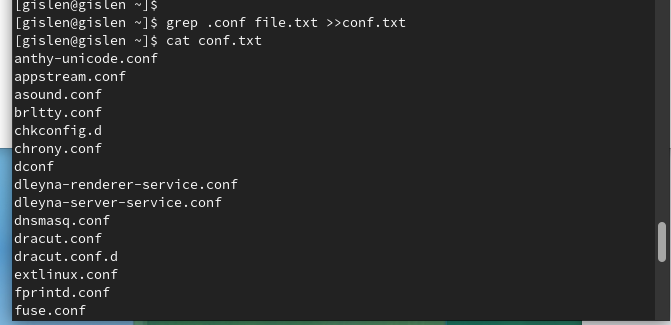 [gislen@gislen ~]$
[gislen@gislen ~]$ grep .conf file.txt >>conf.txt
[gislen@gislen ~]$ cat conf.txt
anthy-unicode.conf
appstream.conf
asound.conf
brltty.conf
chkconfig.d
chrony.conf
dconf
dleyna-renderer-service.conf
dleyna-server-service.conf
dnsmasq.conf
dracut.conf
dracut.conf.d
extlinux.conf
fprintd.conf
fuse.conf